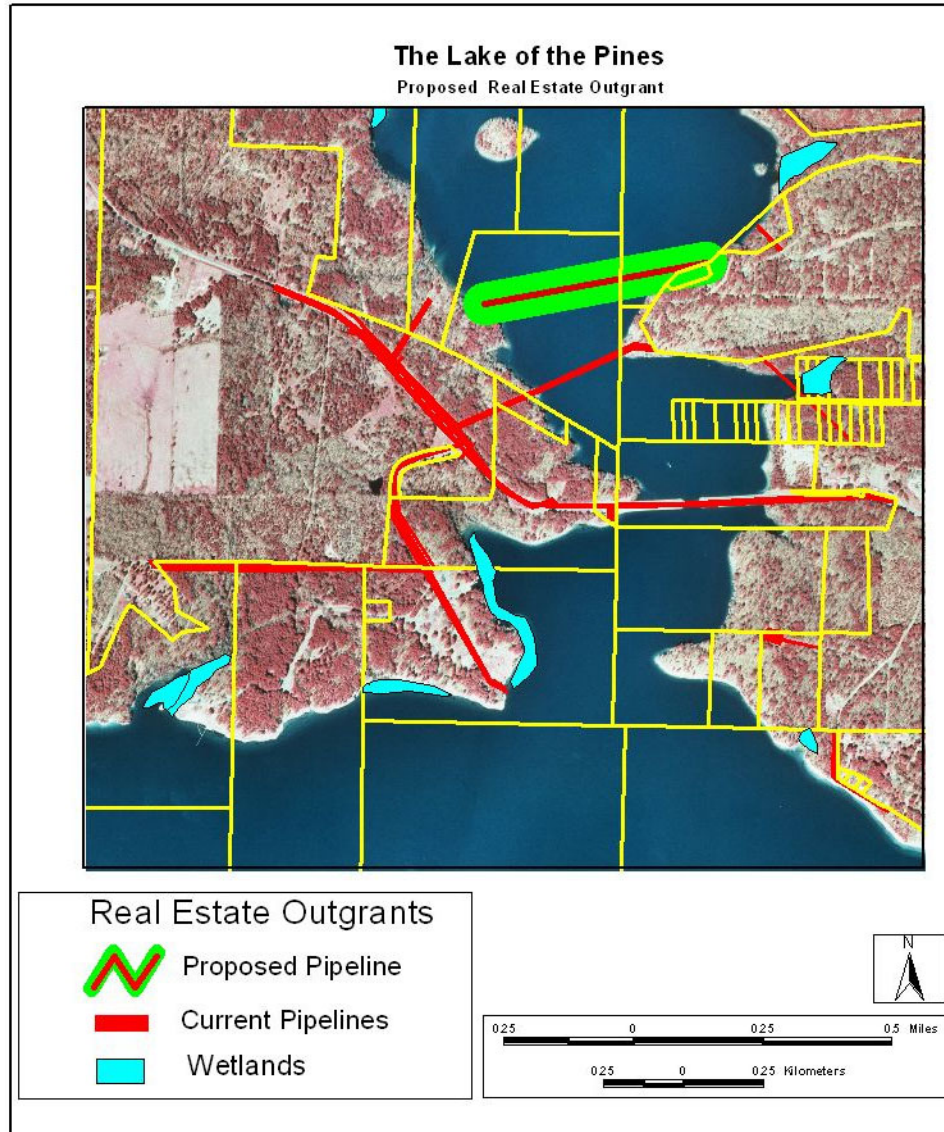 The Lake of the Pines
Proposed Real Estate Outgrant
Real Estate Outgrants
Proposed Pipeline
Current Pipelines
Wetlands
N
0.25 0 0.25 0.5 Miles
0.25 0 0.25 Kilometers